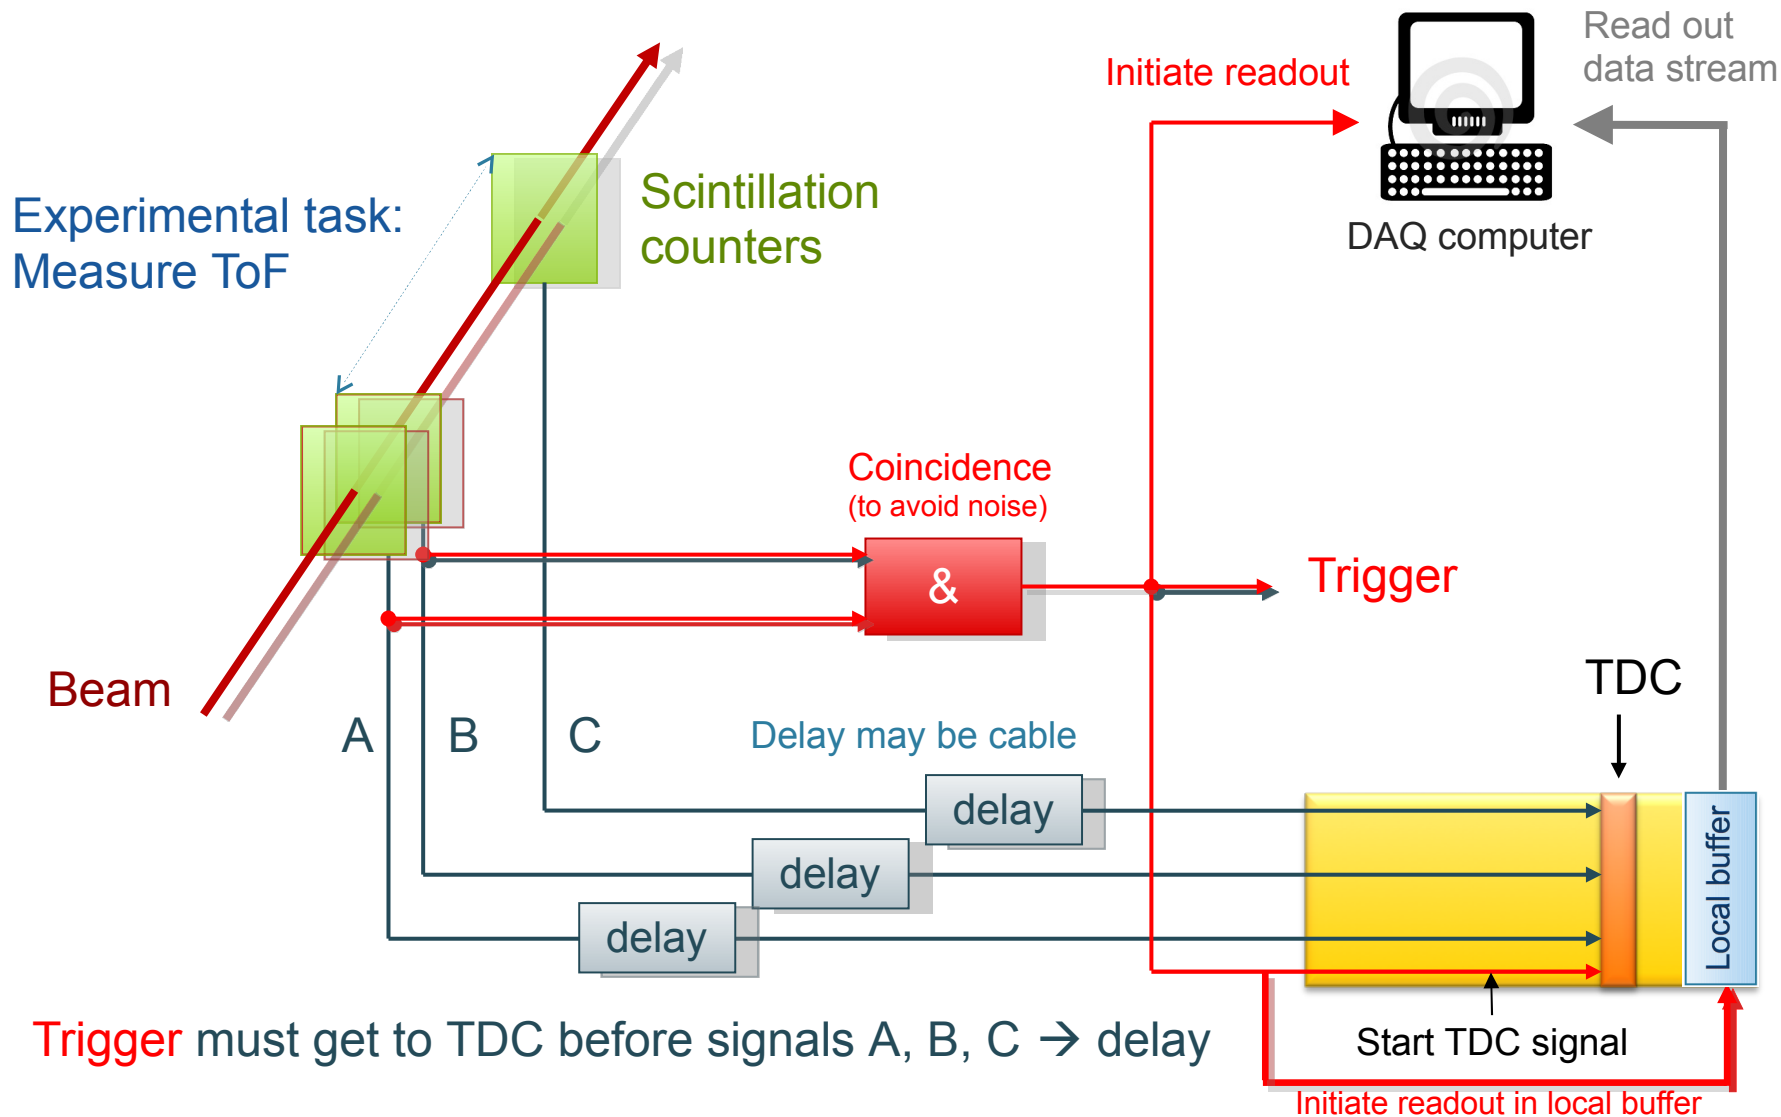 Read out
data stream
Initiate readout
DAQ computer
Experimental task:
Measure ToF
Scintillation
counters
Coincidence
(to avoid noise)
&
Trigger
Beam
TDC
A
B
C
Delay may be cable
delay
delay
delay
Local buffer
Trigger must get to TDC before signals A, B, C → delay
Start TDC signal
Initiate readout in local buffer